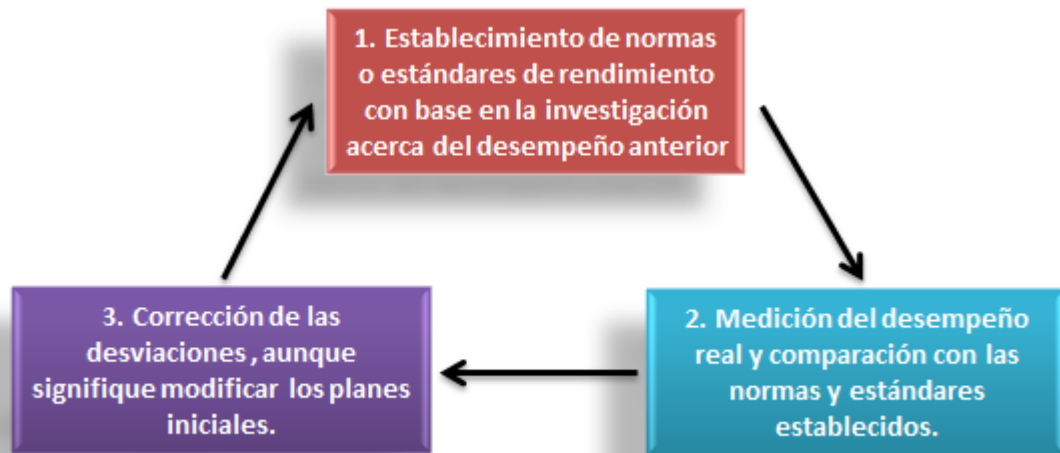 1. Establecimiento de normas
o estándares de rendimiento
con base en la investigación
acerca del desempeño anterior
2. Medición del desempeño
real y comparación con las
normas y estándares
establecidos.
3. Corrección de las
desviaciones , aunque
signifique modificar los planes
iniciales.